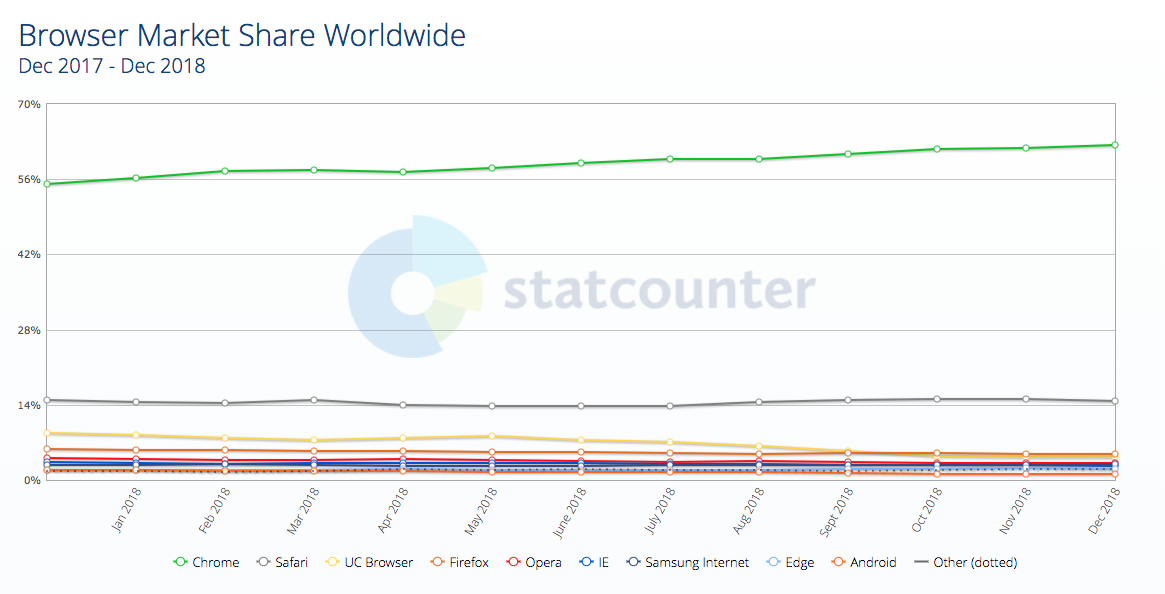 Browser Market Share Worldwide
Dec 2017 - Dec 2018
70%
56%
42%
28%
14%
0%
statcounter
Jan 2018
Feb 2018
Mar 2018
Apr 2018
May 2018
June 2018
July 2018
Aug 2018
Sept 2018
Oct 2018
Nov 2018
Dec 2018
Chrome Safari UC Browser Firefox Opera IE Samsung Internet Edge Android Other (dotted)